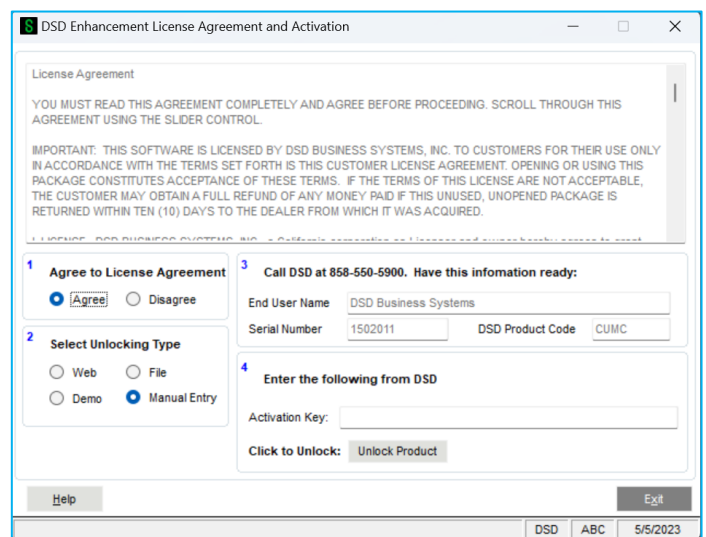 S DSD Enhancement License Agreement and Activation
License Agreement
YOU MUST READ THIS AGREEMENT COMPLETELY AND AGREE BEFORE PROCEEDING. SCROLL THROUGH THIS
AGREEMENT USING THE SLIDER CONTROL.
IMPORTANT: THIS SOFTWARE IS LICENSED BY DSD BUSINESS SYSTEMS, INC. TO CUSTOMERS FOR THEIR USE ONLY
IN ACCORDANCE WITH THE TERMS SET FORTH IS THIS CUSTOMER LICENSE AGREEMENT. OPENING OR USING THIS
PACKAGE CONSTITUTES ACCEPTANCE OF THESE TERMS. IF THE TERMS OF THIS LICENSE ARE NOT ACCEPTABLE,
THE CUSTOMER MAY OBTAIN A FULL REFUND OF ANY MONEY PAID IF THIS UNUSED, UNOPENED PACKAGE IS
RETURNED WITHIN TEN (10) DAYS TO THE DEALER FROM WHICH IT WAS ACQUIRED.
1 Agree to License Agreement
Agree Disagree
2 Select Unlocking Type
Web File
Demo Manual Entry
3 Call DSD at 858-550-5900. Have this infomation ready:
End User Name DSD Business Systems
Serial Number 1502011 DSD Product Code CUMC
4 Enter the following from DSD
Activation Key:
Click to Unlock: Unlock Product
Help Exit
DSD ABC 5/5/2023